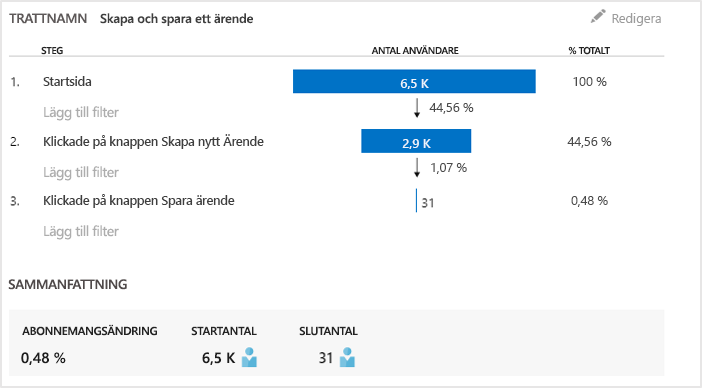 TRATTNAMN Skapa och spara ett ärende Redigera
STEG ANTAL ANVÄNDARE % TOTALT
1. Startsida 6,5 K 100 %
Lägg till filter 44,56 %
2. Klickade på knappen Skapa nytt Ärende 2,9 K 44,56 %
Lägg till filter 1,07 %
3. Klickade på knappen Spara ärende 31 0,48 %
Lägg till filter
SAMMANFATTNING
ABONNEMANGSÄNDRING STARTANTAL SLUTANTAL
0,48 % 6,5 K 31